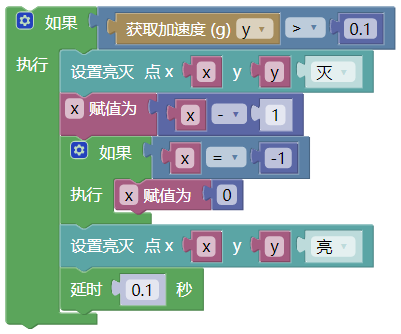 如果 获取加速度 (g) y > 0.1
执行 设置亮灭 点 x x y y 灭
x 赋值为 x - 1
如果 x = -1
执行 x 赋值为 0
设置亮灭 点 x x y y 亮
延时 0.1 秒